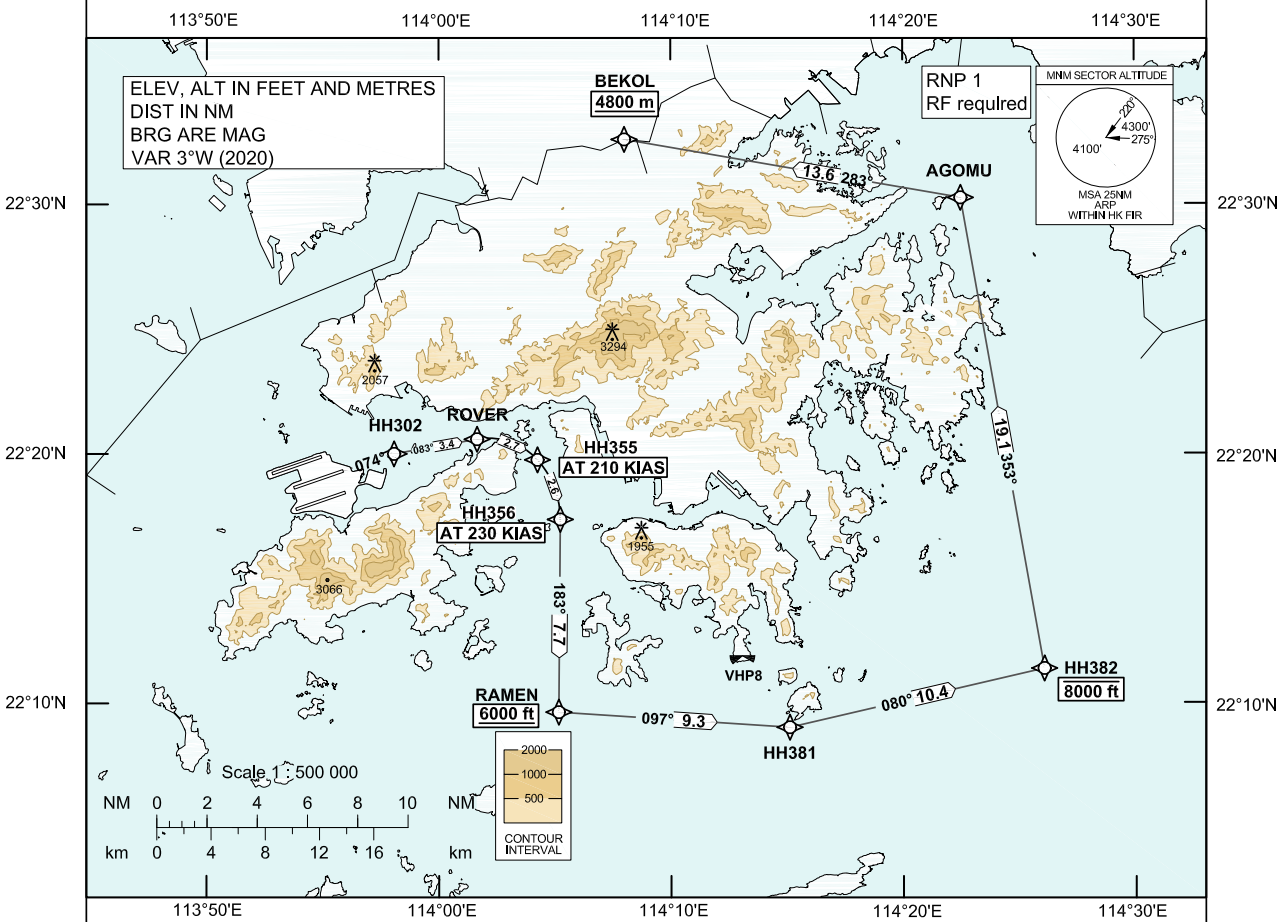 113°50'E
114°00'E
114°10'E
114°20'E
114°30'E
ELEV, ALT IN FEET AND METRES
DIST IN NM
BRG ARE MAG
VAR 3°W (2020)
BEKOL
4800 m
RNP 1
RF required
MNM SECTOR ALTITUDE
220°
4300'
275°
4100'
MSA 25NM
ARP
WITHIN HK FIR
13.6 283°
AGOMU
22°30'N
22°30'N
3294
2057
HH302
ROVER
19.1 353°
074°
083° 3.4
2.7
HH355
AT 210 KIAS
22°20'N
22°20'N
2.6
HH356
AT 230 KIAS
1955
3066
183° 7.7
VHP8
HH382
8000 ft
RAMEN
6000 ft
097° 9.3
080° 10.4
22°10'N
22°10'N
HH381
2000
1000
500
CONTOUR
INTERVAL
Scale 1 : 500 000
NM 0 2 4 6 8 10 NM
km 0 4 8 12 16 km
113°50'E
114°00'E
114°10'E
114°20'E
114°30'E